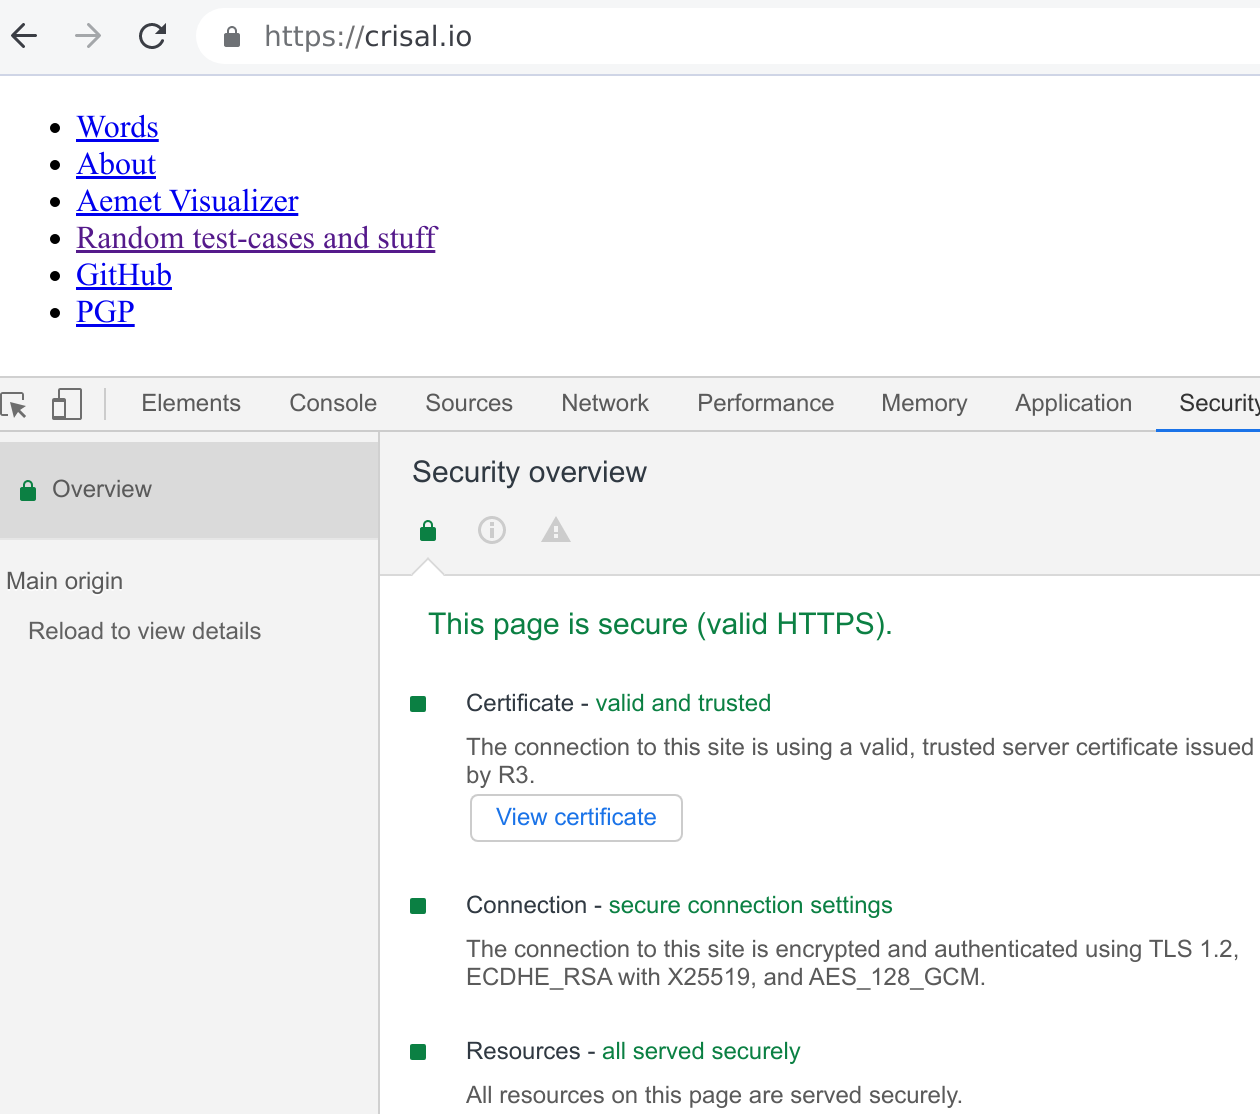 https://crisal.io
Words
About
Aemet Visualizer
Random test-cases and stuff
GitHub
PGP
Elements Console Sources Network Performance Memory Application Security
Overview
Main origin
Reload to view details
Security overview
This page is secure (valid HTTPS).
Certificate - valid and trusted
The connection to this site is using a valid, trusted server certificate issued
by R3.
View certificate
Connection - secure connection settings
The connection to this site is encrypted and authenticated using TLS 1.2,
ECDHE_RSA with X25519, and AES_128_GCM.
Resources - all served securely
All resources on this page are served securely.